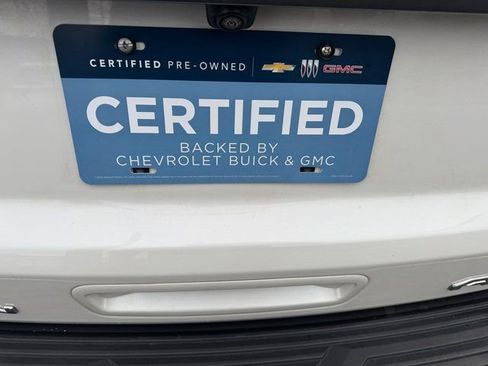 CERTIFIED PRE-OWNED | GMC
CERTIFIED
BACKED BY
CHEVROLET BUICK & GMC